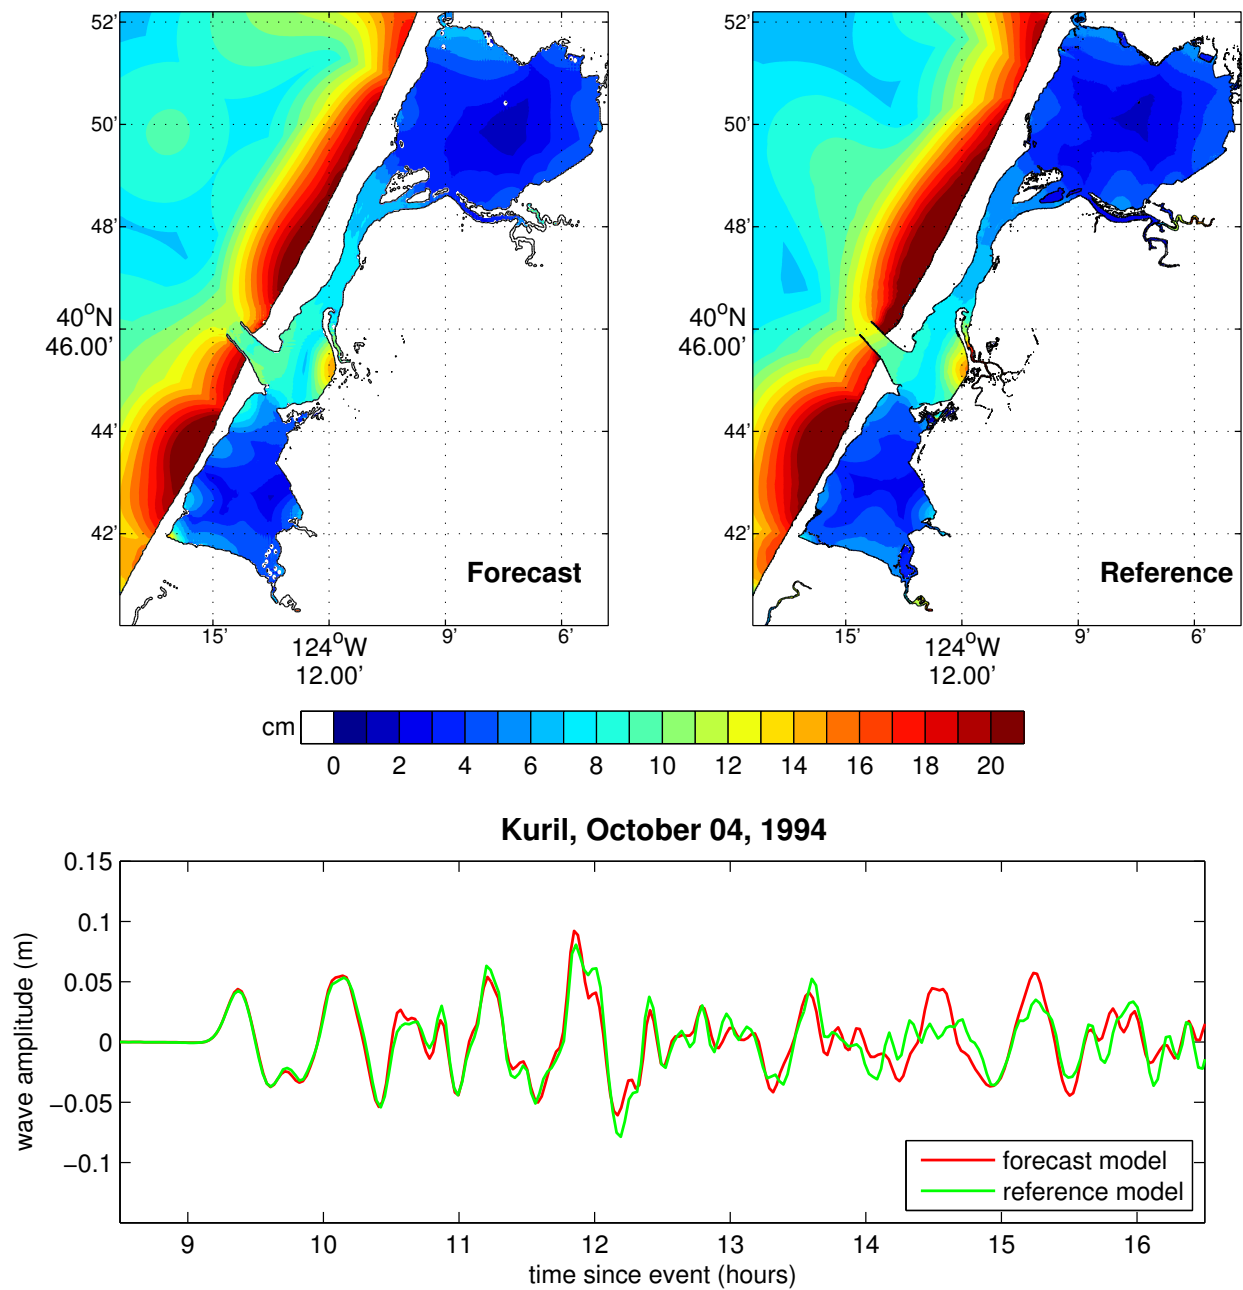 52'
50'
48'
40°N
46.00'
44'
42'
15'
124°W
12.00'
9'
6'
Forecast
52'
50'
48'
40°N
46.00'
44'
42'
15'
124°W
12.00'
9'
6'
Reference
cm
0 2 4 6 8 10 12 14 16 18 20
Kuril, October 04, 1994
wave amplitude (m)
0.15
0.1
0.05
0
−0.05
−0.1
forecast model
reference model
9 10 11 12 13 14 15 16
time since event (hours)